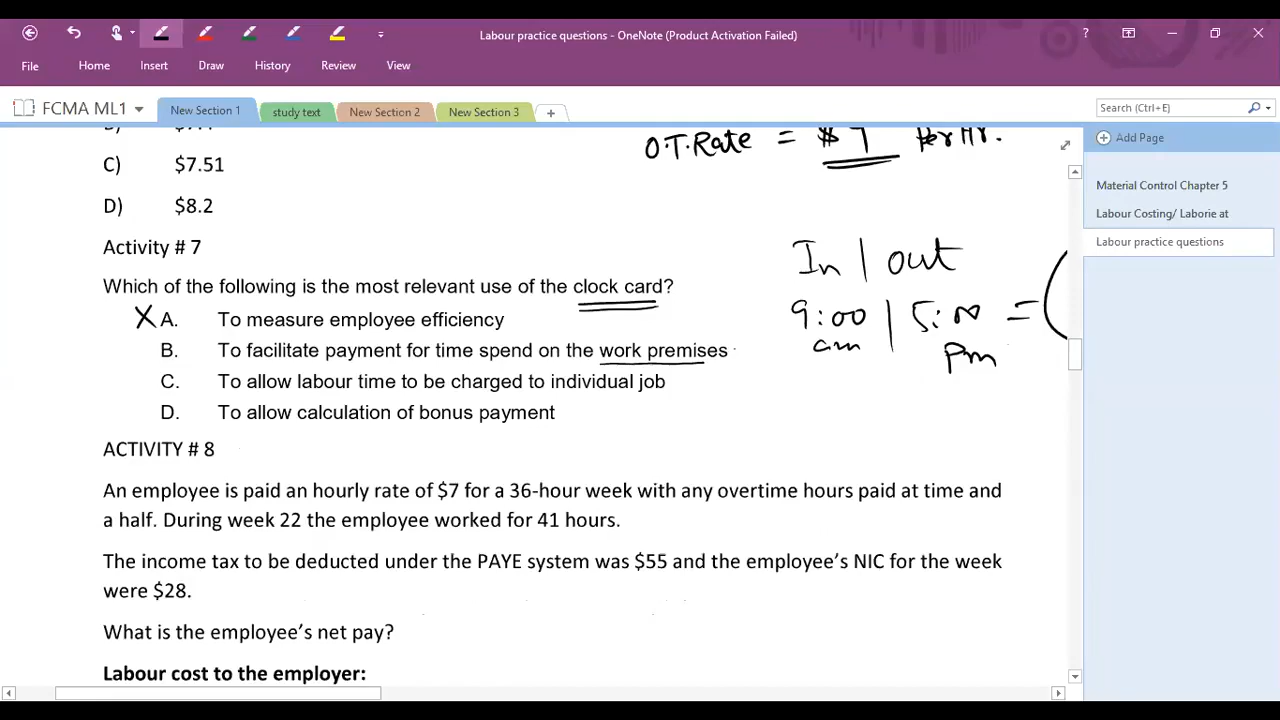 Labour practice questions - OneNote (Product Activation Failed)
File Home Insert Draw History Review View
FCMA ML1 New Section 1 study text New Section 2 New Section 3
Search (Ctrl+E)
Add Page
Material Control Chapter 5
Labour Costing/ Laborie at
Labour practice questions
O.T.Rate = $ 7 Per Hr.
C) $7.51
D) $8.2
Activity # 7
In | out
Which of the following is the most relevant use of the clock card?
9:00 am | 5:00 pm = (
X A. To measure employee efficiency
B. To facilitate payment for time spend on the work premises
C. To allow labour time to be charged to individual job
D. To allow calculation of bonus payment
ACTIVITY # 8
An employee is paid an hourly rate of $7 for a 36-hour week with any overtime hours paid at time and
a half. During week 22 the employee worked for 41 hours.
The income tax to be deducted under the PAYE system was $55 and the employee's NIC for the week
were $28.
What is the employee's net pay?
Labour cost to the employer: